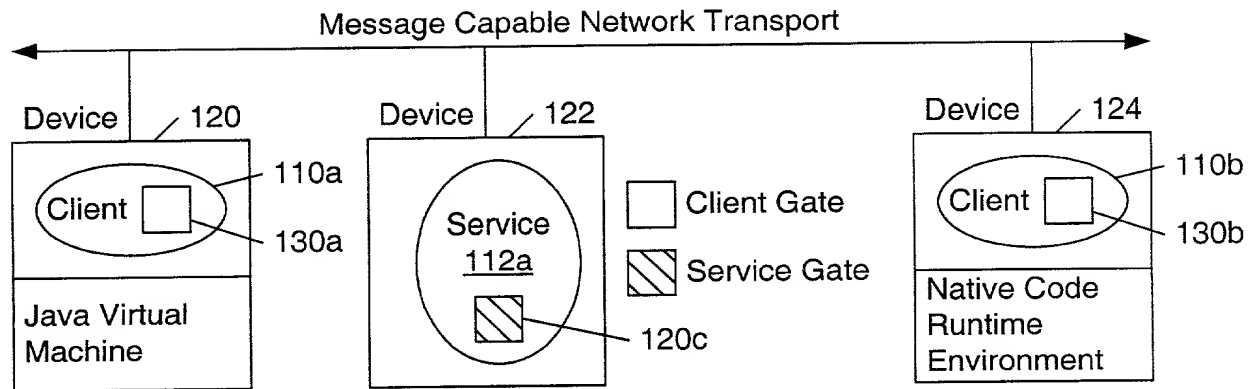 Message Capable Network Transport
Device
120
Device
122
Device
124
Client
110a
130a
Service
112a
120c
Client Gate
Service Gate
Client
110b
130b
Java Virtual
Machine
Native Code
Runtime
Environment